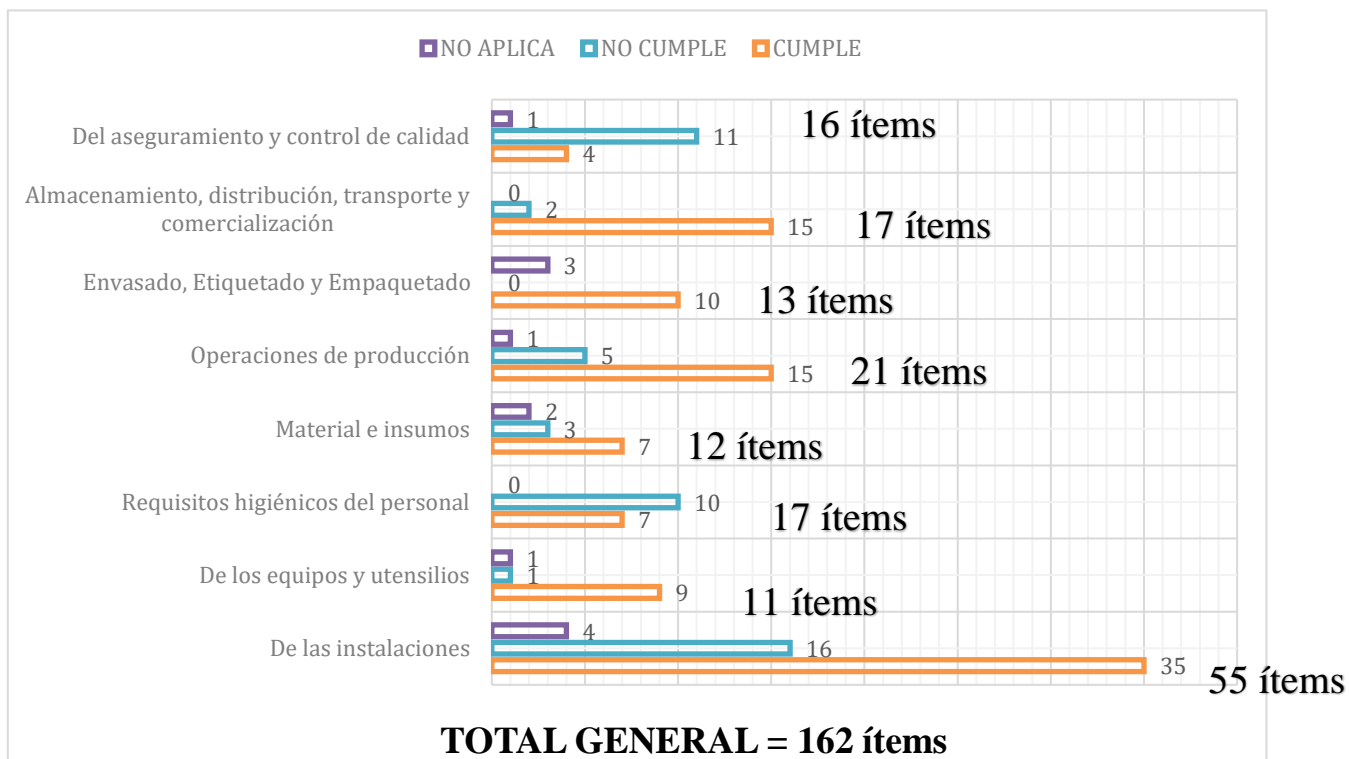 NO APLICA NO CUMPLE CUMPLE
Del aseguramiento y control de calidad
1
11
4
16 ítems
Almacenamiento, distribución, transporte y
comercialización
0
2
15
17 ítems
Envasado, Etiquetado y Empaquetado
3
0
10
13 ítems
Operaciones de producción
1
5
15
21 ítems
Material e insumos
2
3
7
12 ítems
Requisitos higiénicos del personal
0
10
7
17 ítems
De los equipos y utensilios
1
1
9
11 ítems
De las instalaciones
4
16
35
55 ítems
TOTAL GENERAL = 162 ítems